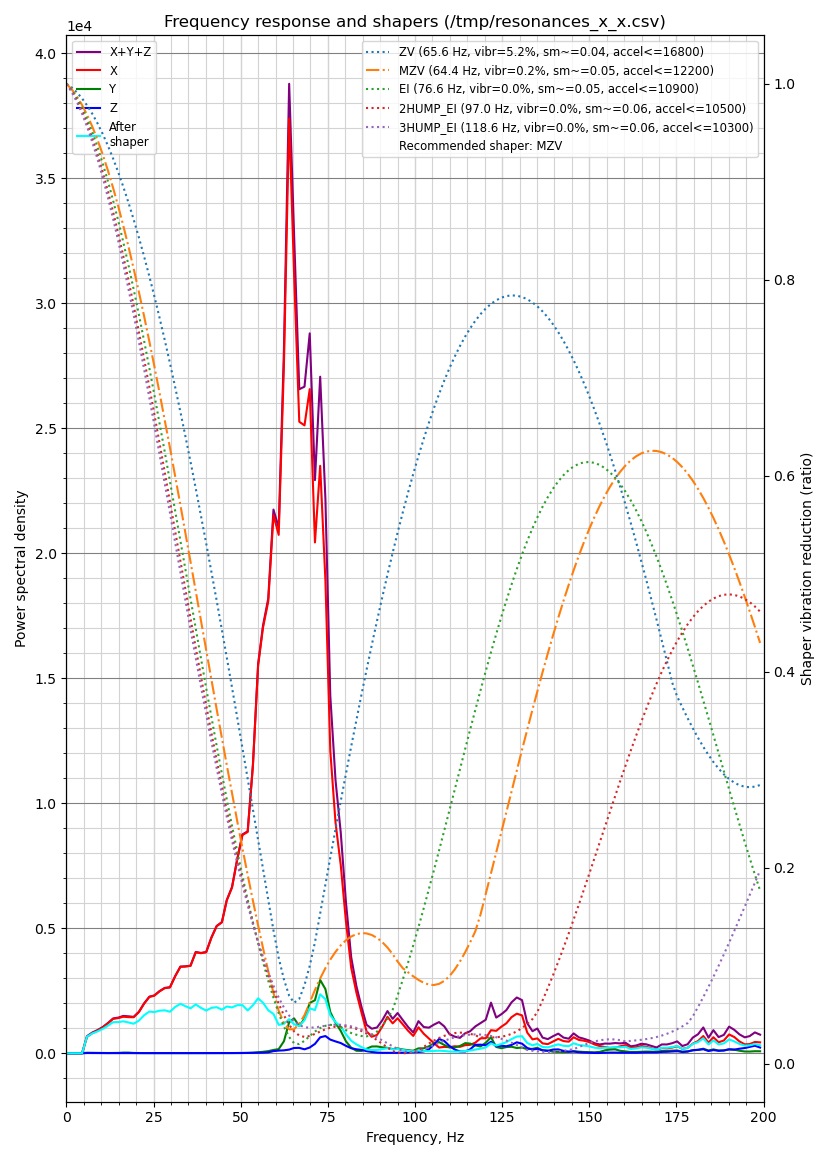 Frequency response and shapers (/tmp/resonances_x_x.csv)
1e4
X+Y+Z
X
Y
Z
After
shaper
ZV (65.6 Hz, vibr=5.2%, sm~=0.04, accel<=16800)
MZV (64.4 Hz, vibr=0.2%, sm~=0.05, accel<=12200)
EI (76.6 Hz, vibr=0.0%, sm~=0.05, accel<=10900)
2HUMP_EI (97.0 Hz, vibr=0.0%, sm~=0.06, accel<=10500)
3HUMP_EI (118.6 Hz, vibr=0.0%, sm~=0.06, accel<=10300)
Recommended shaper: MZV
4.0
3.5
3.0
2.5
2.0
1.5
1.0
0.5
0.0
Power spectral density
1.0
0.8
0.6
0.4
0.2
0.0
Shaper vibration reduction (ratio)
0
25
50
75
100
125
150
175
200
Frequency, Hz